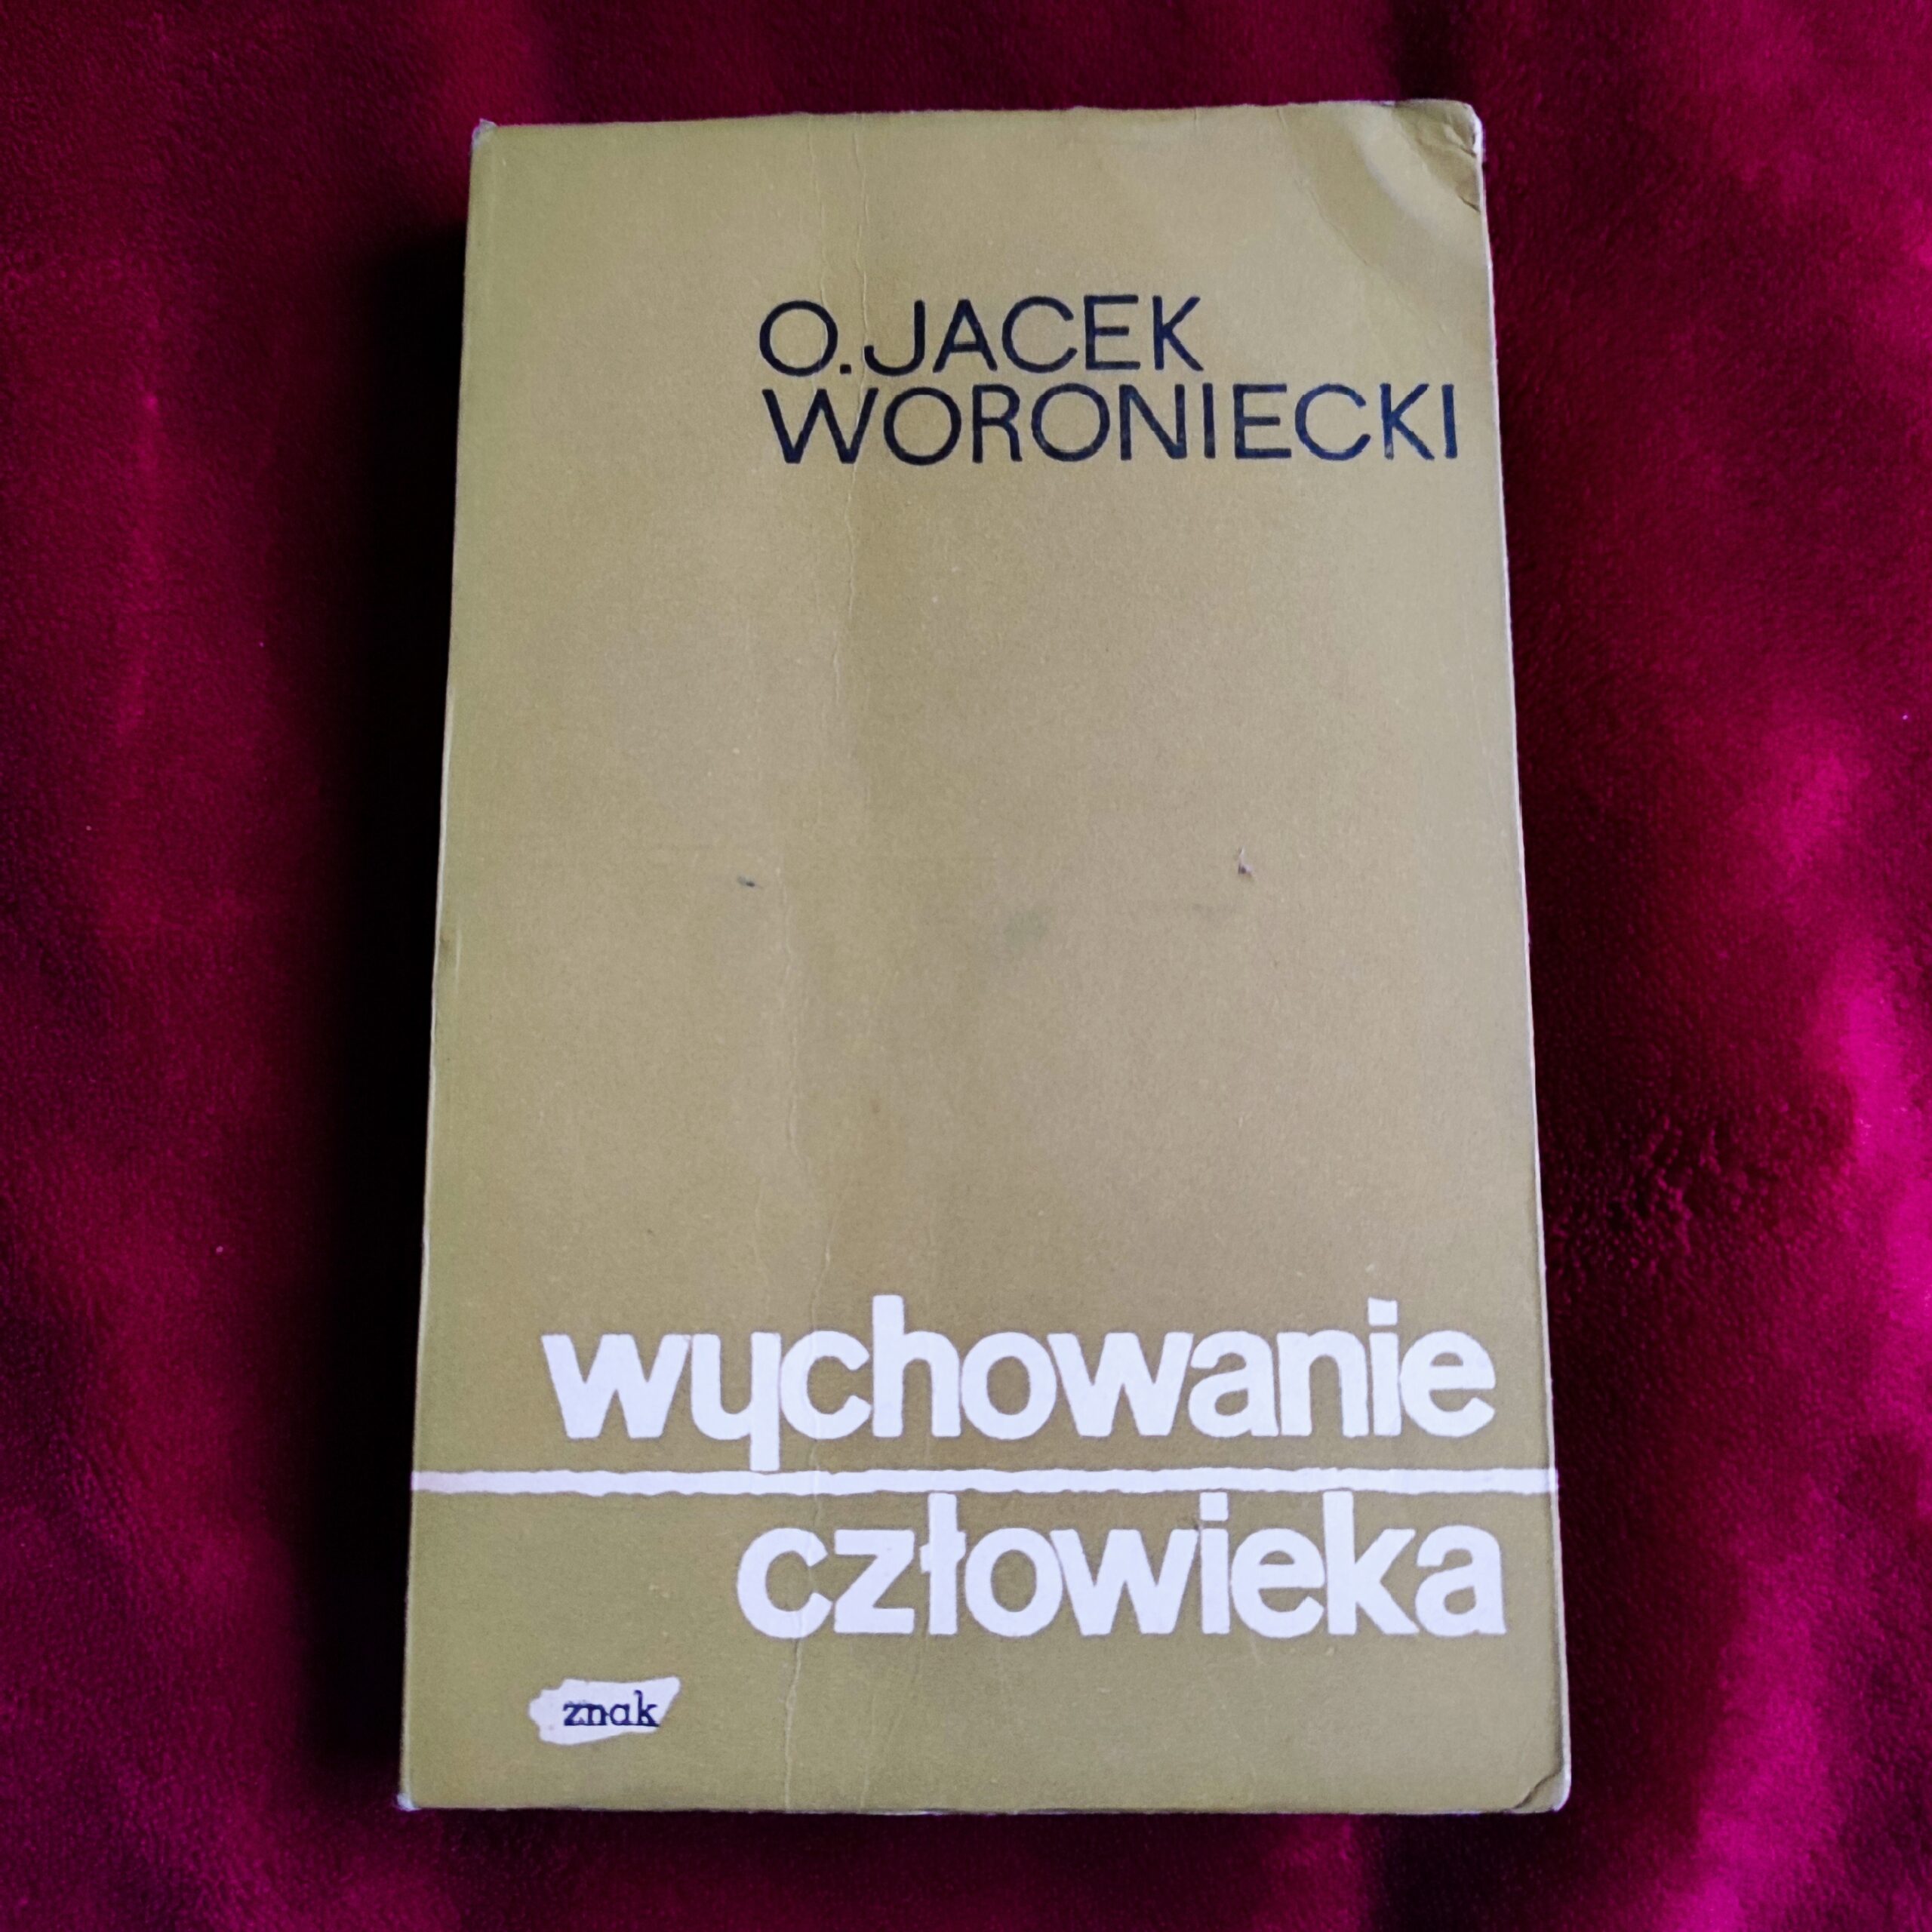 O. JACEK
WORONIECKI
wychowanie
człowieka
znak